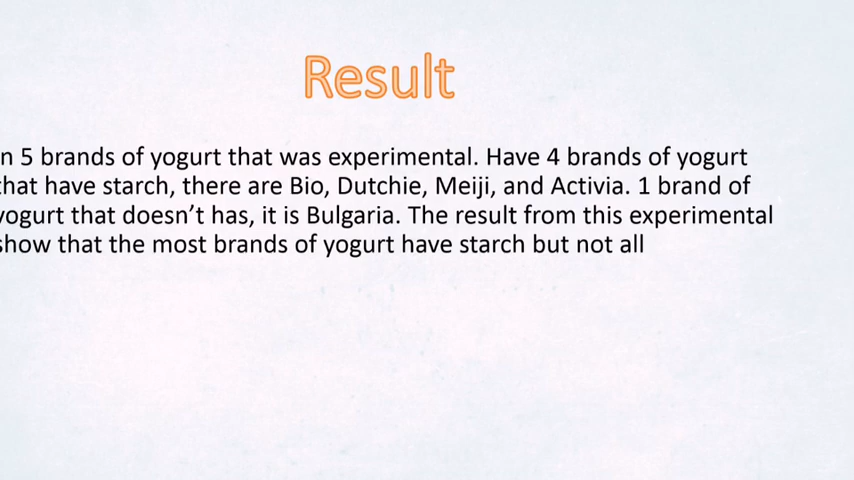 Result
n 5 brands of yogurt that was experimental. Have 4 brands of yogurt
that have starch, there are Bio, Dutchie, Meiji, and Activia. 1 brand of
yogurt that doesn't has, it is Bulgaria. The result from this experimental
show that the most brands of yogurt have starch but not all